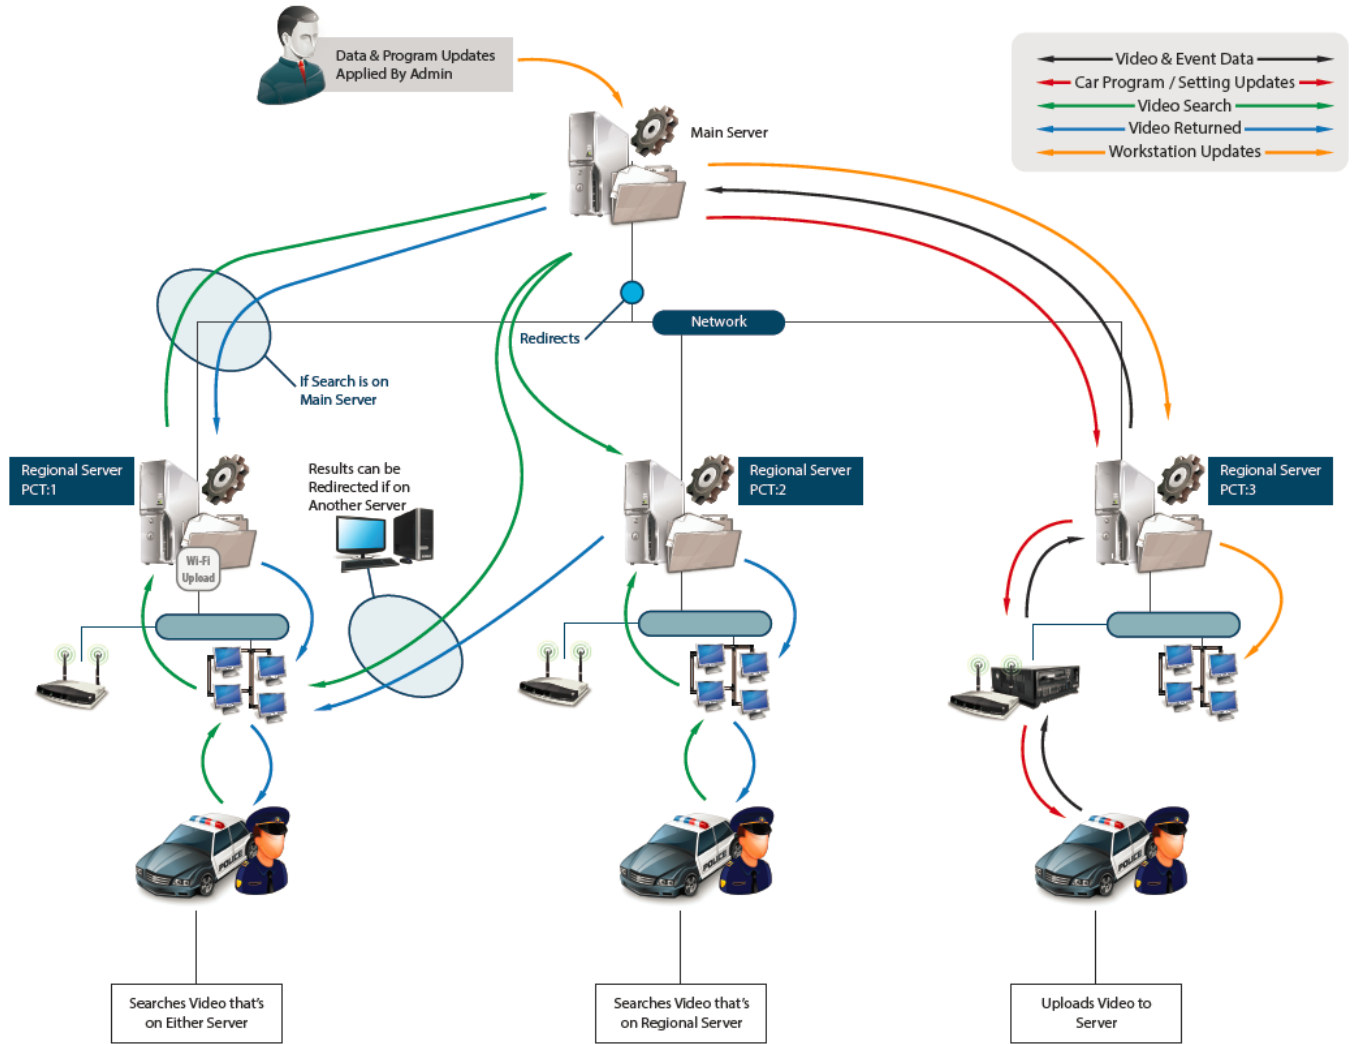 Data & Program Updates
Applied By Admin
Main Server
Video & Event Data
Car Program / Setting Updates
Video Search
Video Returned
Workstation Updates
Redirects
Network
If Search is on
Main Server
Regional Server
PCT:1
Results can be
Redirected if on
Another Server
Regional Server
PCT:2
Regional Server
PCT:3
Wi-Fi
Upload
POLICE
POLICE
POLICE
Searches Video that's
on Either Server
Searches Video that's
on Regional Server
Uploads Video to
Server